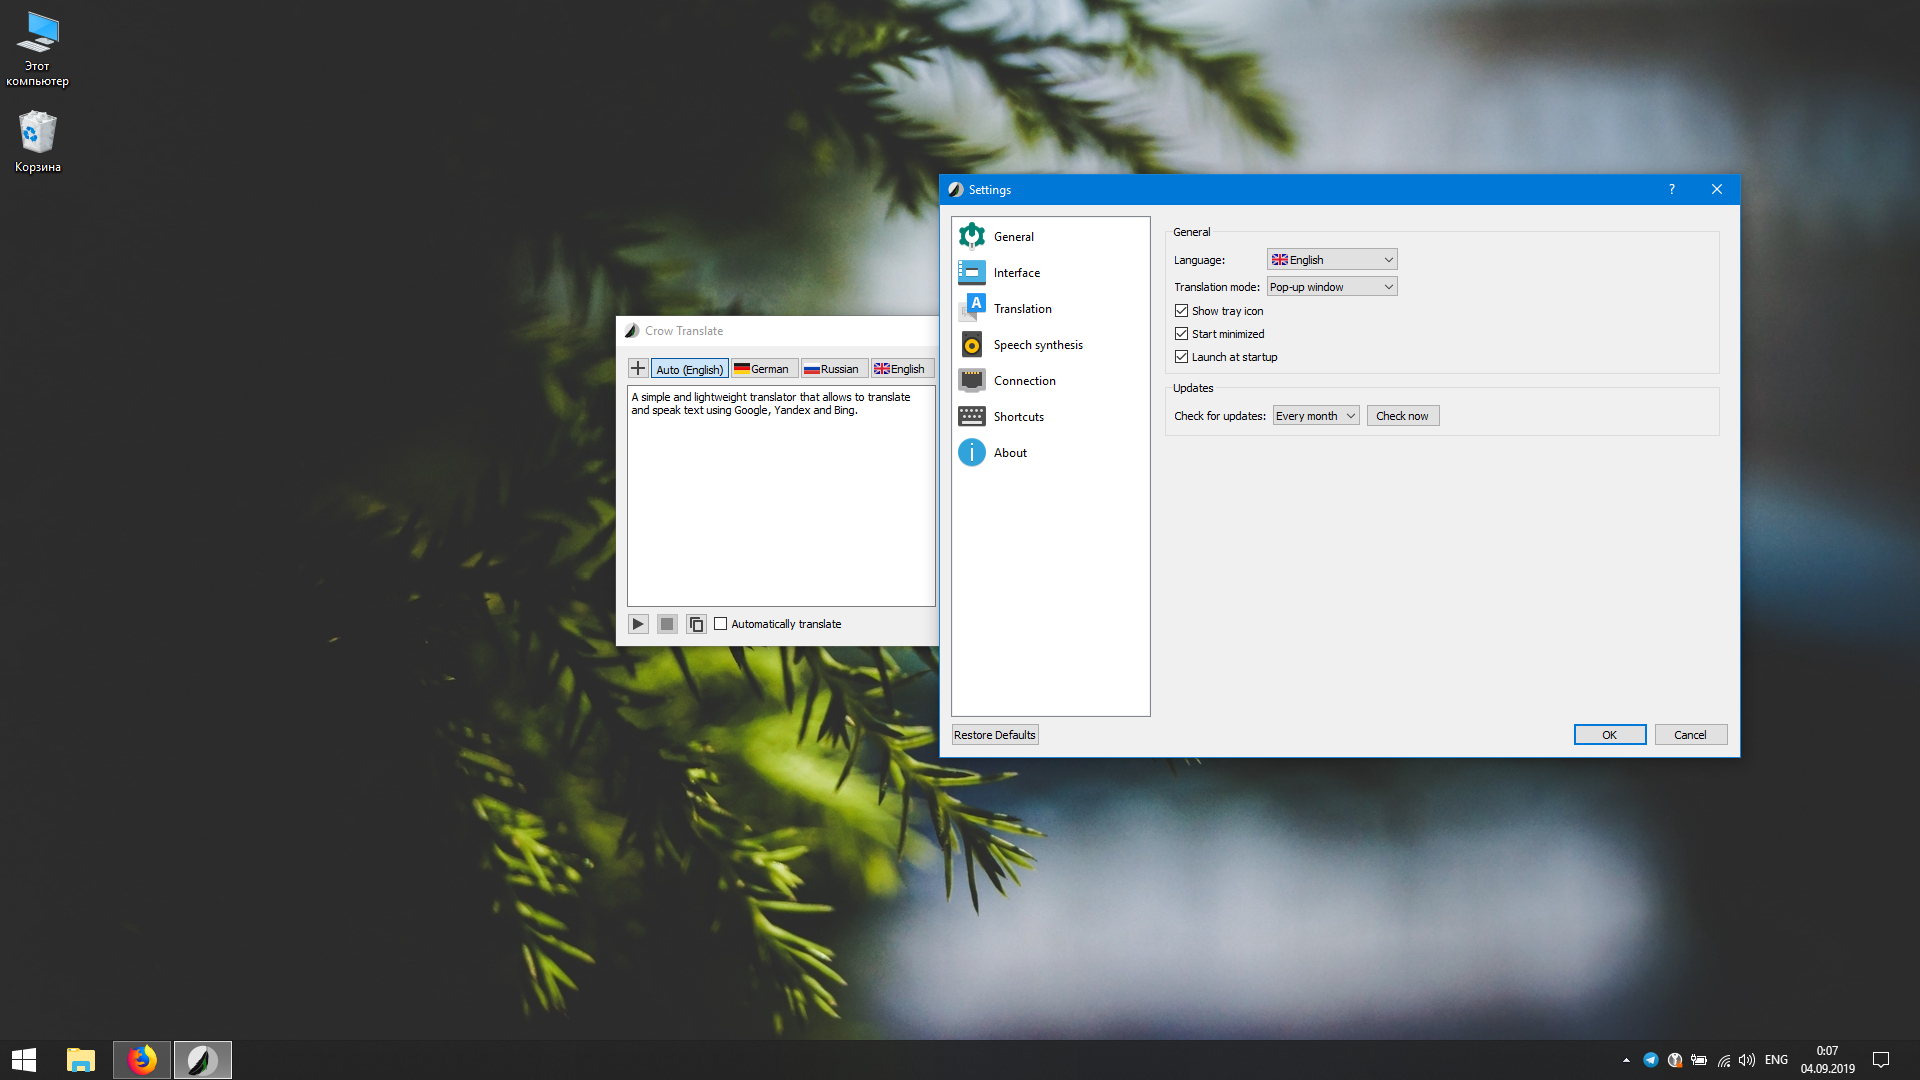 Этот
компьютер
Корзина
Crow Translate
Auto (English) German Russian English
A simple and lightweight translator that allows to translate
and speak text using Google, Yandex and Bing.
Automatically translate
Settings ?
General
Interface
A Translation
Speech synthesis
Connection
Shortcuts
i About
General
Language: English
Translation mode: Pop-up window
Show tray icon
Start minimized
Launch at startup
Updates
Check for updates: Every month Check now
Restore Defaults OK Cancel
ENG
0:07
04.09.2019